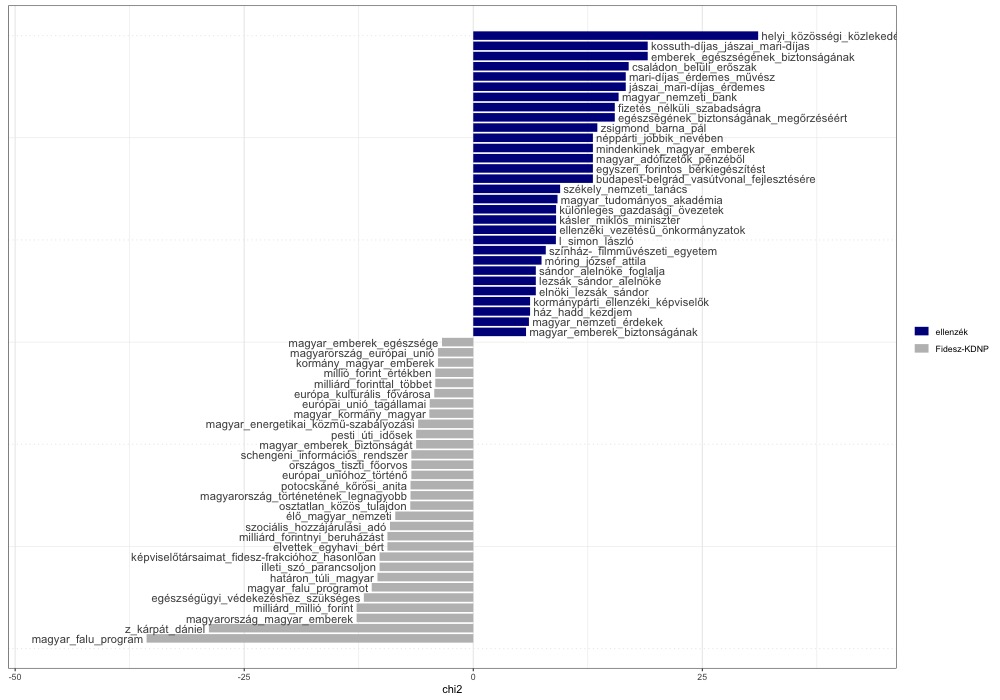 helyi_közösségi_közleked
kossuth-díjas_jászai_mari-díjas
emberek_egészségének_biztonságának
családon_belüli_erőszak
mari-díjas_érdemes_művész
jászai_mari-díjas_érdemes
magyar_nemzeti_bank
fizetés_nélküli_szabadságra
egészségének_biztonságának_megőrzéséért
zsigmond_barna_pál
néppárti_jobbik_nevében
mindenkinek_magyar_emberek
magyar_adófizetők_pénzéből
egyszeri_forintos_bérkiegészítést
budapest-belgrád_vasútvonal_fejlesztésére
székely_nemzeti_tanács
magyar_tudományos_akadémia
különleges_gazdasági_övezetek
kásler_miklós_miniszter
ellenzéki_vezetésű_önkormányzatok
l_simon_lászló
színház-_filmművészeti_egyetem
móring_józsef_attila
sándor_alelnöke_foglalja
lezsák_sándor_alelnöke
elnöki_lezsák_sándor
kormánypárti_ellenzéki_képviselők
ház_hadd_kezdjem
magyar_nemzeti_érdekek
magyar_emberek_biztonságának
magyar_emberek_egészsége
magyarország_európai_unió
kormány_magyar_emberek
millió_forint_értékben
milliárd_forinttal_többet
európa_kulturális_fővárosa
európai_unió_tagállamai
magyar_kormány_magyar
magyar_energetikai_közmű-szabályozási
pesti_úti_idősek
magyar_emberek_biztonságát
schengeni_információs_rendszer
országos_tiszti_főorvos
európai_unióhoz_történő
potocskáné_kőrösi_anita
magyarország_történetének_legnagyobb
osztatlan_közös_tulajdon
élő_magyar_nemzeti
szociális_hozzájárulási_adó
milliárd_forintnyi_beruházást
elvettek_egyhavi_bért
képviselőtársaimat_fidesz-frakcióhoz_hasonlóan
illeti_szó_parancsoljon
határon_túli_magyar
magyar_falu_programot
egészségügyi_védekezéshez_szükséges
milliárd_millió_forint
magyarország_magyar_emberek
z_kárpát_dániel
magyar_falu_program
-50 -25 0 25
chi2
ellenzék
Fidesz-KDNP